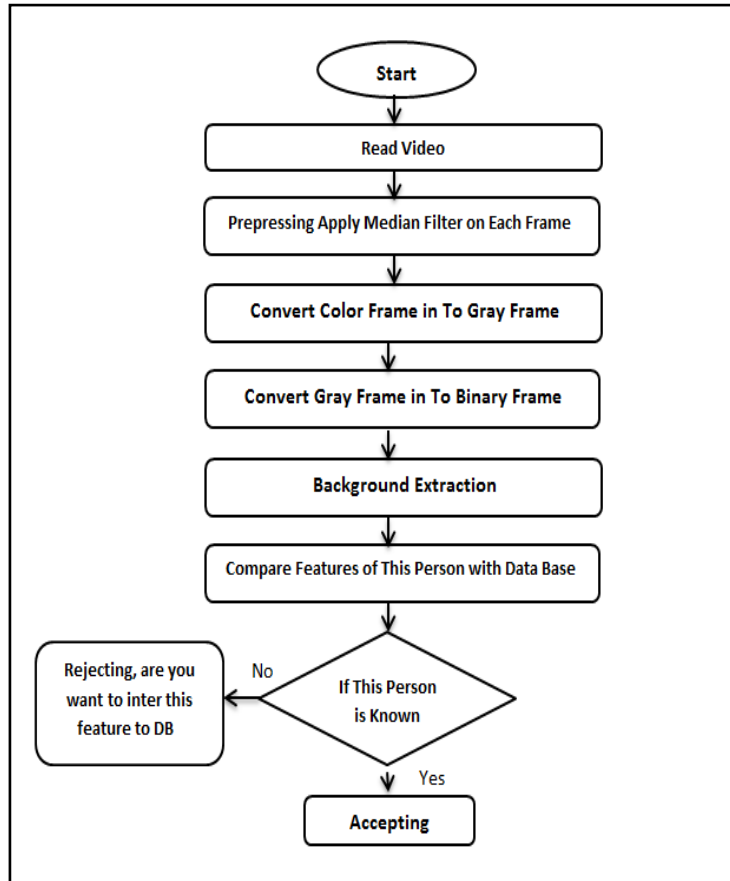 Start
Read Video
Prepressing Apply Median Filter on Each Frame
Convert Color Frame in To Gray Frame
Convert Gray Frame in To Binary Frame
Background Extraction
Compare Features of This Person with Data Base
If This Person
is Known
No
Rejecting, are you
want to inter this
feature to DB
Yes
Accepting